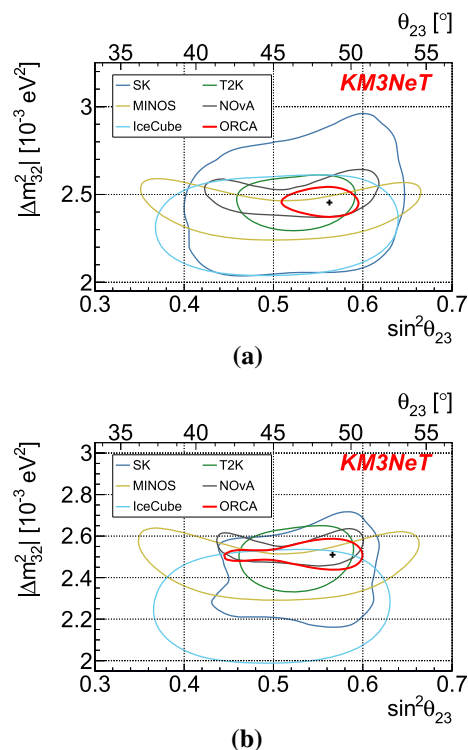 θ₂₃ [°]
35 40 45 50 55
KM3NeT
SK T2K
MINOS NOνA
IceCube ORCA
|Δm²₃₂| [10⁻³ eV²]
3
2.5
2
0.3 0.4 0.5 0.6 0.7
sin²θ₂₃
(a)
θ₂₃ [°]
35 40 45 50 55
KM3NeT
SK T2K
MINOS NOνA
IceCube ORCA
|Δm²₃₂| [10⁻³ eV²]
3
2.8
2.6
2.4
2.2
2
0.3 0.4 0.5 0.6 0.7
sin²θ₂₃
(b)